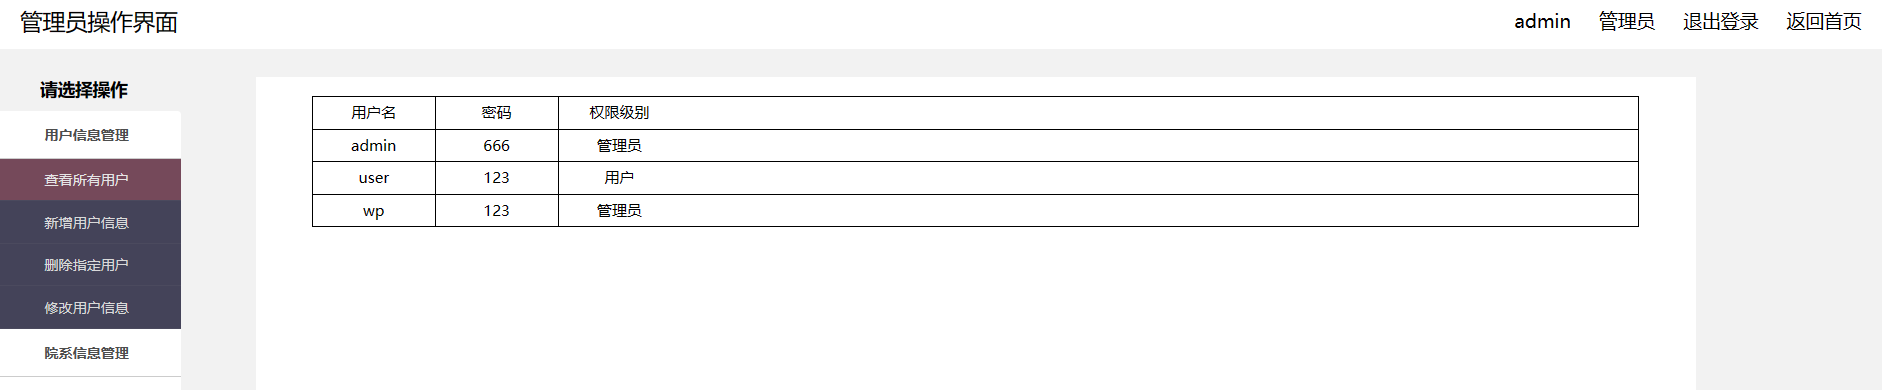 管理员操作界面
admin 管理员 退出登录 返回首页
请选择操作
用户信息管理
查看所有用户
新增用户信息
删除指定用户
修改用户信息
院系信息管理
用户名 密码 权限级别
admin 666 管理员
user 123 用户
wp 123 管理员